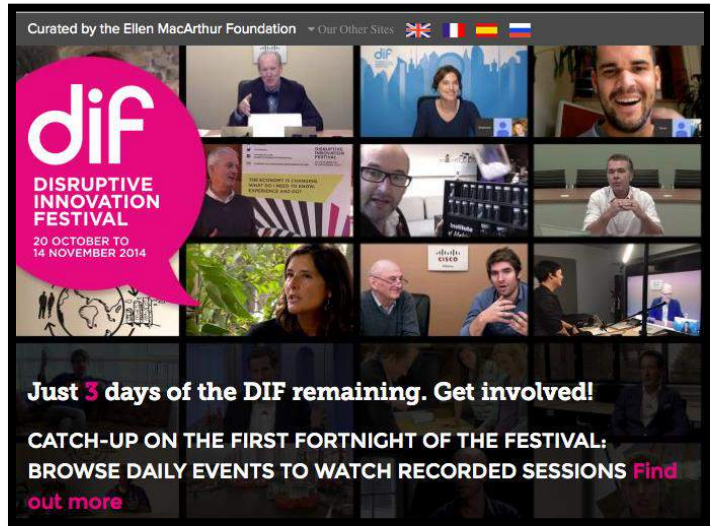 Curated by the Ellen MacArthur Foundation Our Other Sites
dif
DISRUPTIVE
INNOVATION
FESTIVAL
20 OCTOBER TO
14 NOVEMBER 2014
dif
THE ECONOMY IS CHANGING
WHAT DO I NEED TO KNOW,
EXPERIENCE AND DO?
Institute
CISCO
Just 3 days of the DIF remaining. Get involved!
CATCH-UP ON THE FIRST FORTNIGHT OF THE FESTIVAL:
BROWSE DAILY EVENTS TO WATCH RECORDED SESSIONS Find
out more